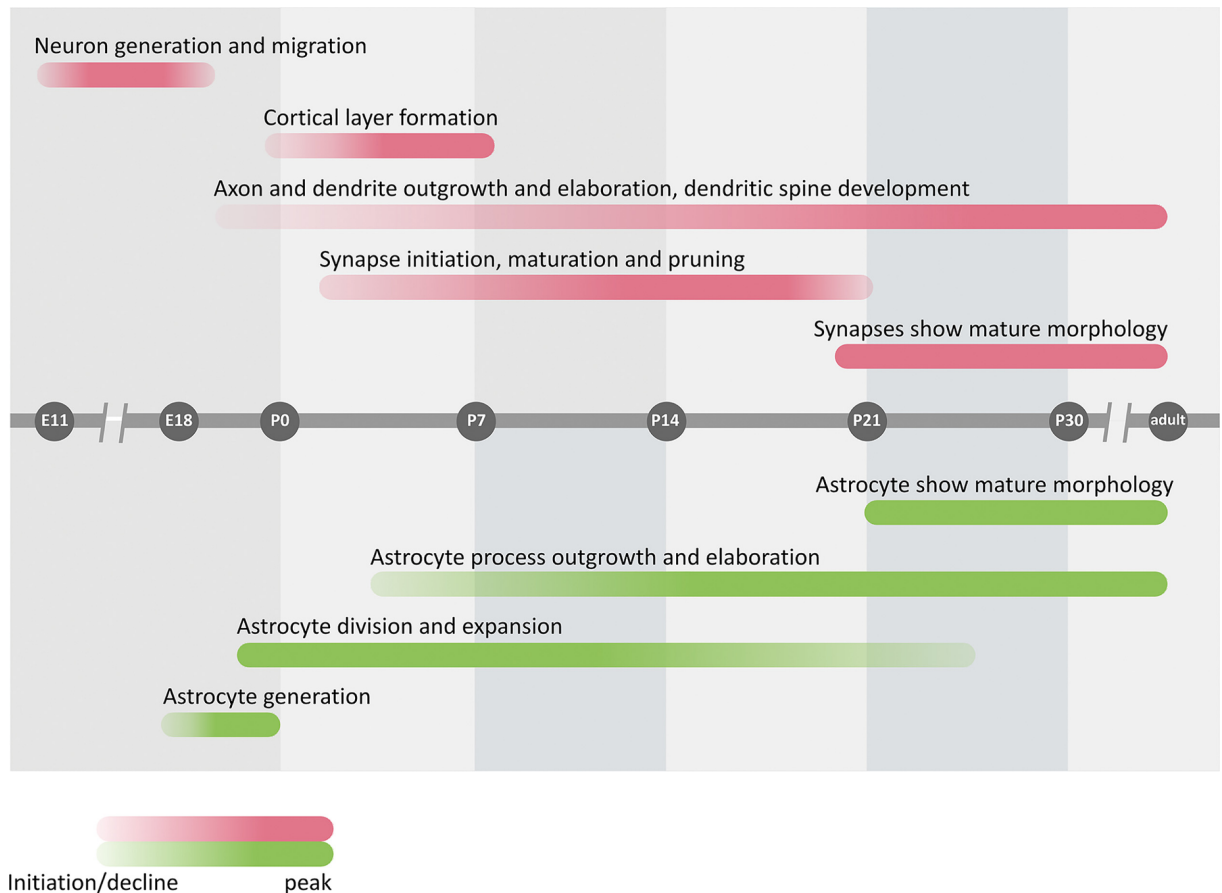 Neuron generation and migration
Cortical layer formation
Axon and dendrite outgrowth and elaboration, dendritic spine development
Synapse initiation, maturation and pruning
Synapses show mature morphology
E11 E18 P0 P7 P14 P21 P30 adult
Astrocyte show mature morphology
Astrocyte process outgrowth and elaboration
Astrocyte division and expansion
Astrocyte generation
Initiation/decline peak